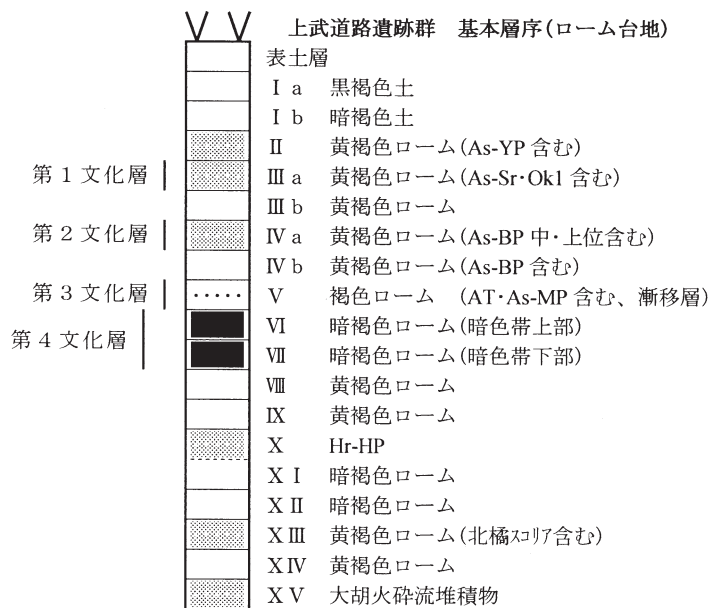 上武道路遺跡群 基本層序(ローム台地)
表土層
Ⅰa 黒褐色土
Ⅰb 暗褐色土
Ⅱ 黄褐色ローム(As-YP 含む)
第1文化層 Ⅲa 黄褐色ローム(As-Sr・Ok1 含む)
Ⅲb 黄褐色ローム
第2文化層 Ⅳa 黄褐色ローム(As-BP 中・上位含む)
Ⅳb 黄褐色ローム(As-BP 含む)
第3文化層 Ⅴ 褐色ローム (AT・As-MP 含む、漸移層)
第4文化層 Ⅵ 暗褐色ローム(暗色帯上部)
Ⅶ 暗褐色ローム(暗色帯下部)
Ⅷ 黄褐色ローム
Ⅸ 黄褐色ローム
Ⅹ Hr-HP
ⅩⅠ 暗褐色ローム
ⅩⅡ 暗褐色ローム
ⅩⅢ 黄褐色ローム(北橘スコリア含む)
ⅩⅣ 黄褐色ローム
ⅩⅤ 大胡火砕流堆積物